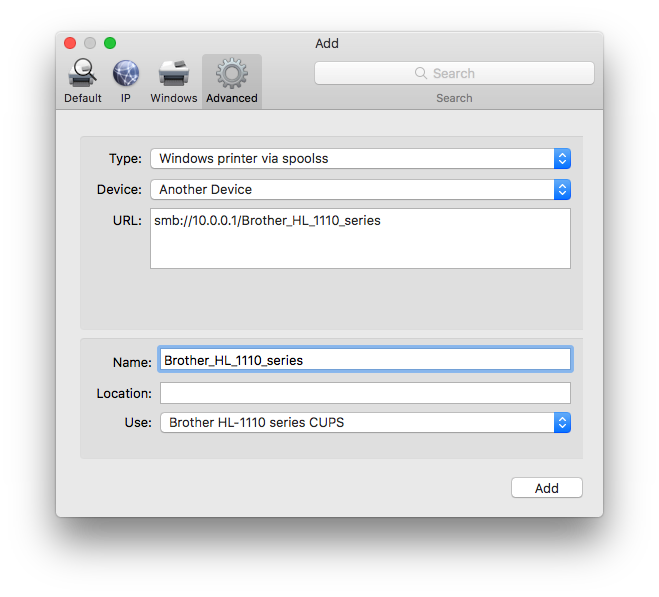 Add
Default IP Windows Advanced
Search
Search
Type: Windows printer via spoolss
Device: Another Device
URL: smb://10.0.0.1/Brother_HL_1110_series
Name: Brother_HL_1110_series
Location:
Use: Brother HL-1110 series CUPS
Add